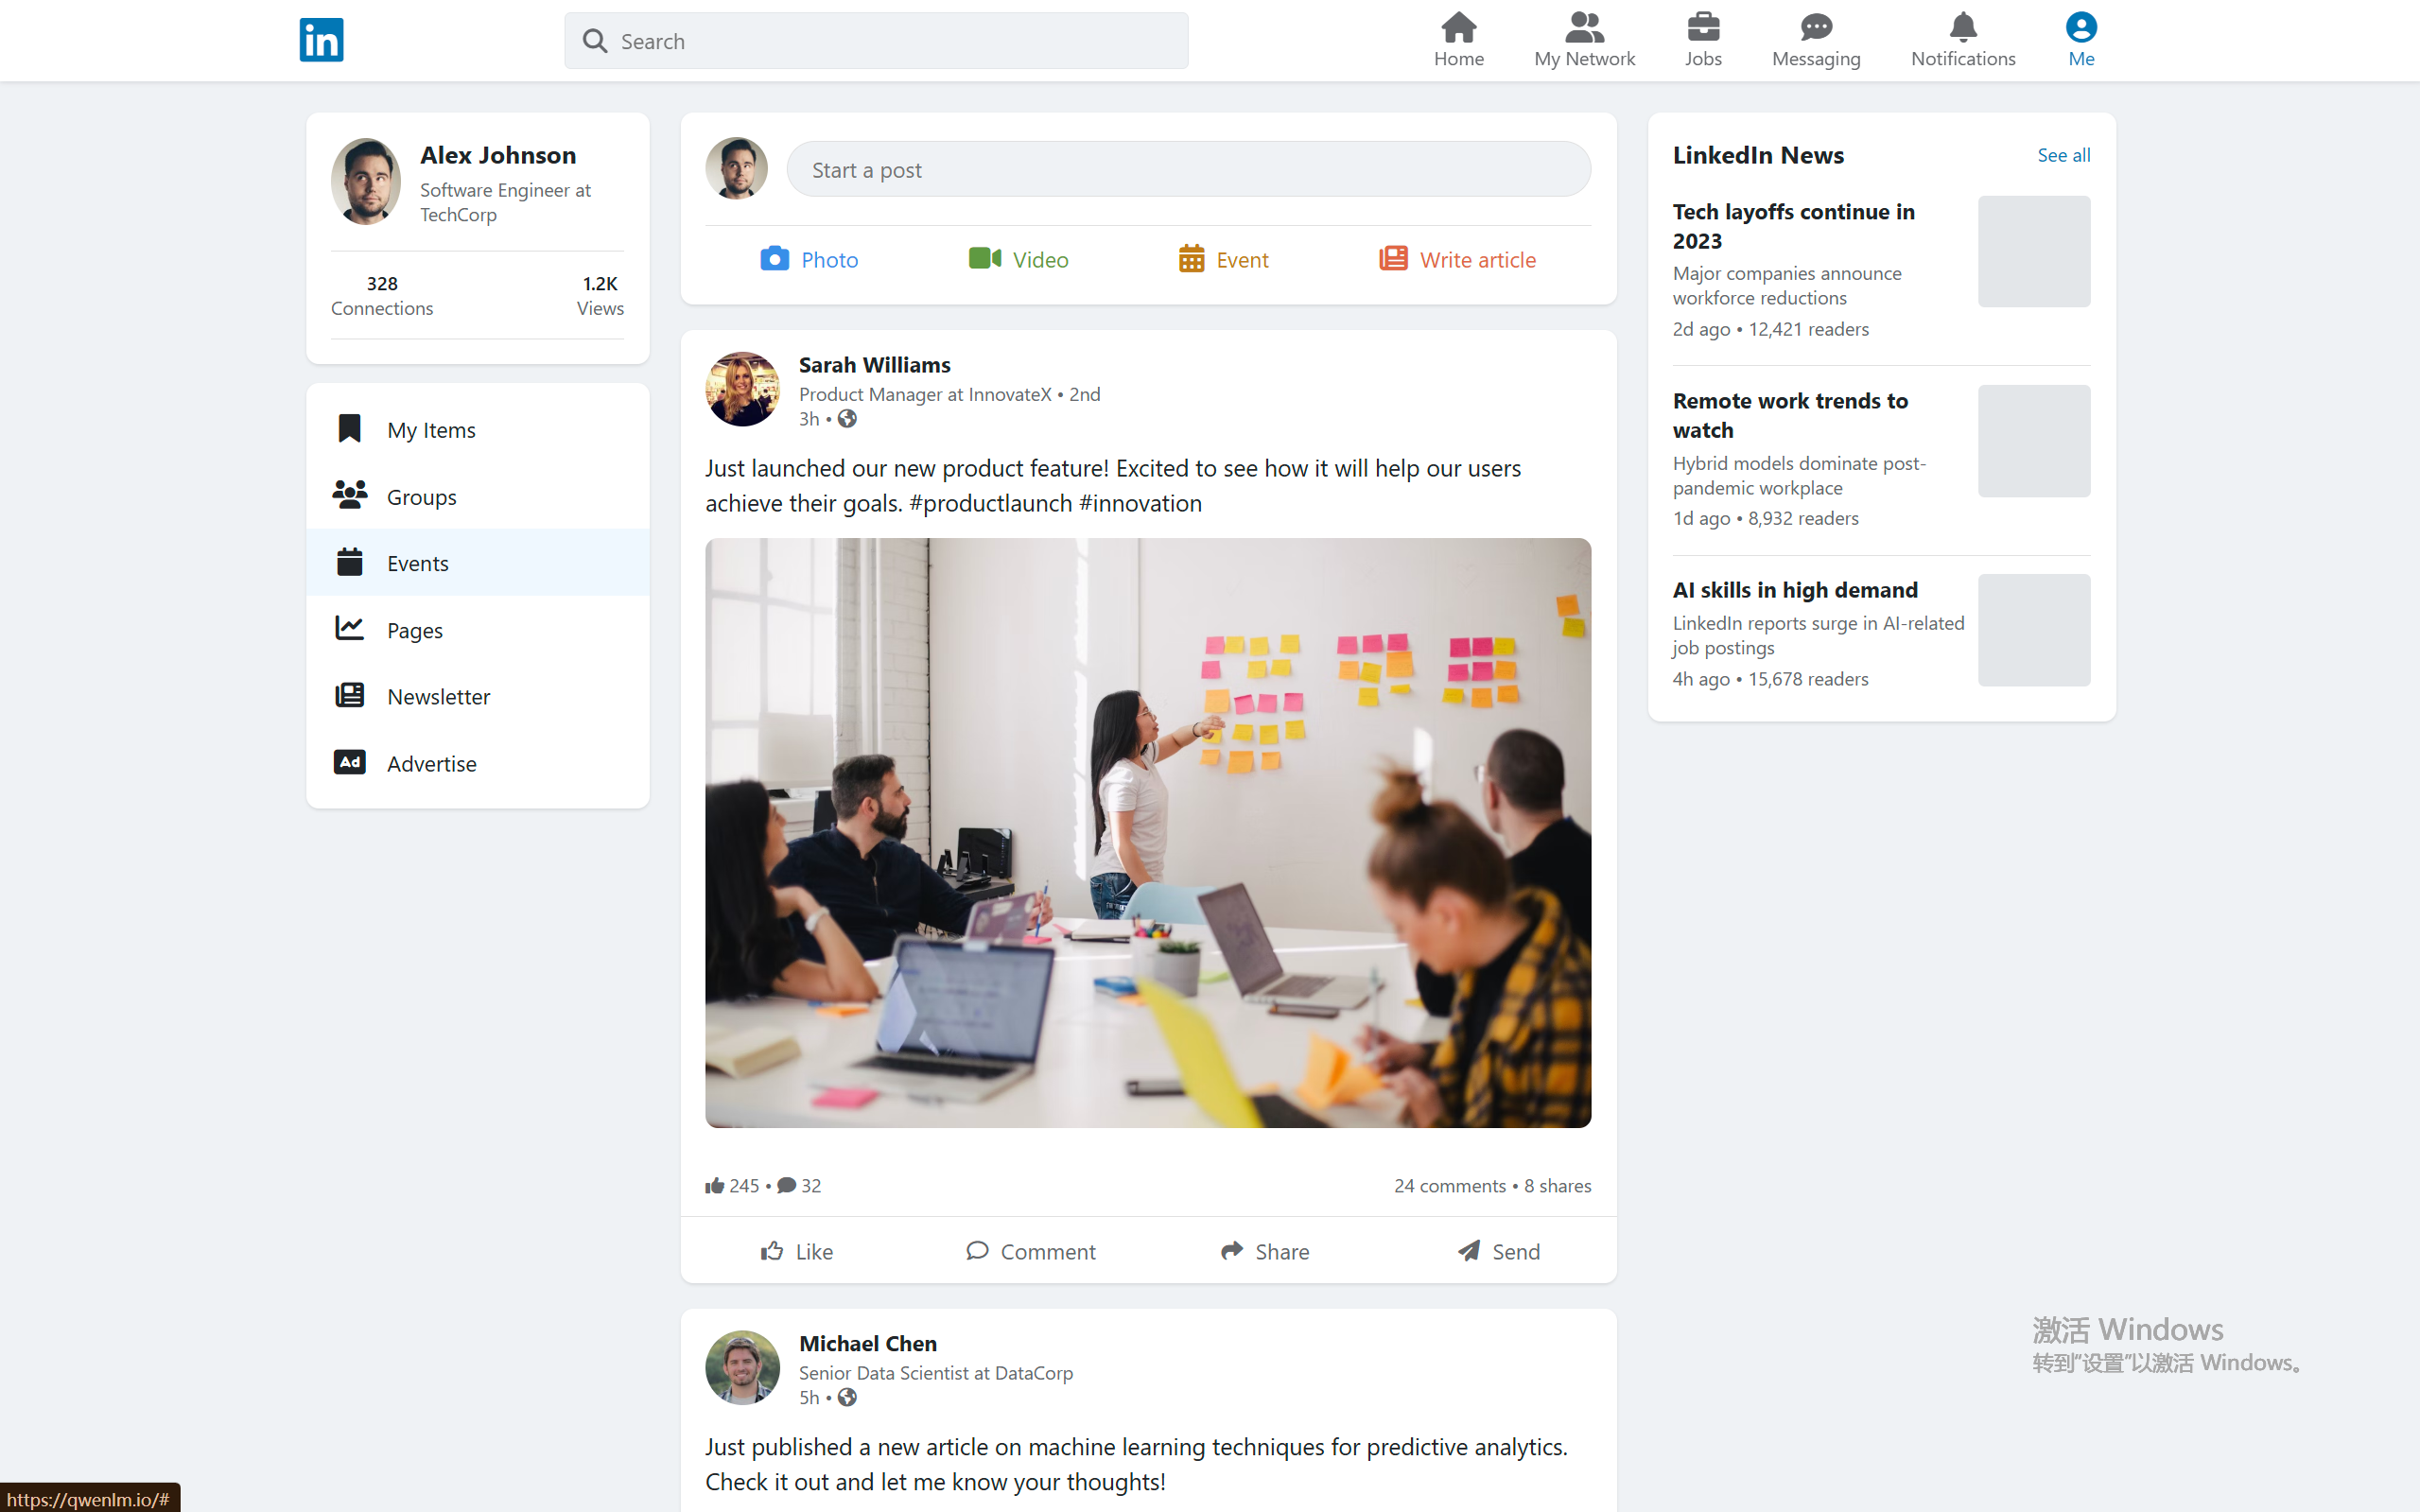 in
Search
Home
My Network
Jobs
Messaging
Notifications
Me
Alex Johnson
Software Engineer at
TechCorp
328
Connections
1.2K
Views
My Items
Groups
Events
Pages
Newsletter
Ad
Advertise
Start a post
Photo
Video
Event
Write article
Sarah Williams
Product Manager at InnovateX • 2nd
3h •
Just launched our new product feature! Excited to see how it will help our users
achieve their goals. #productlaunch #innovation
245 • 32
24 comments • 8 shares
Like
Comment
Share
Send
Michael Chen
Senior Data Scientist at DataCorp
5h •
Just published a new article on machine learning techniques for predictive analytics.
Check it out and let me know your thoughts!
LinkedIn News
See all
Tech layoffs continue in
2023
Major companies announce
workforce reductions
2d ago • 12,421 readers
Remote work trends to
watch
Hybrid models dominate post-
pandemic workplace
1d ago • 8,932 readers
AI skills in high demand
LinkedIn reports surge in AI-related
job postings
4h ago • 15,678 readers
激活 Windows
转到“设置”以激活 Windows。
https://qwenlm.io/#